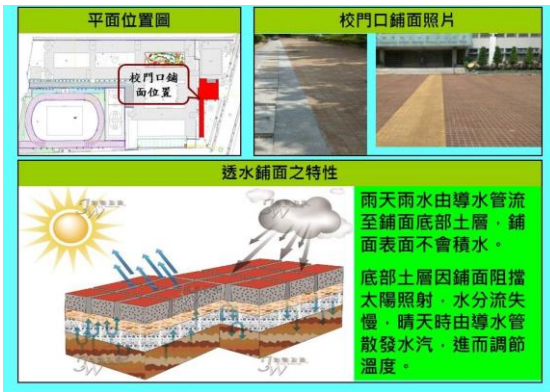 平面位置圖
校門口鋪面照片
校門口鋪
面位置
透水鋪面之特性
雨天雨水由導水管流
至鋪面底部土層，鋪
面表面不會積水。
底部土層因鋪面阻擋
太陽照射，水分流失
慢，晴天時由導水管
散發水汽，進而調節
溫度。